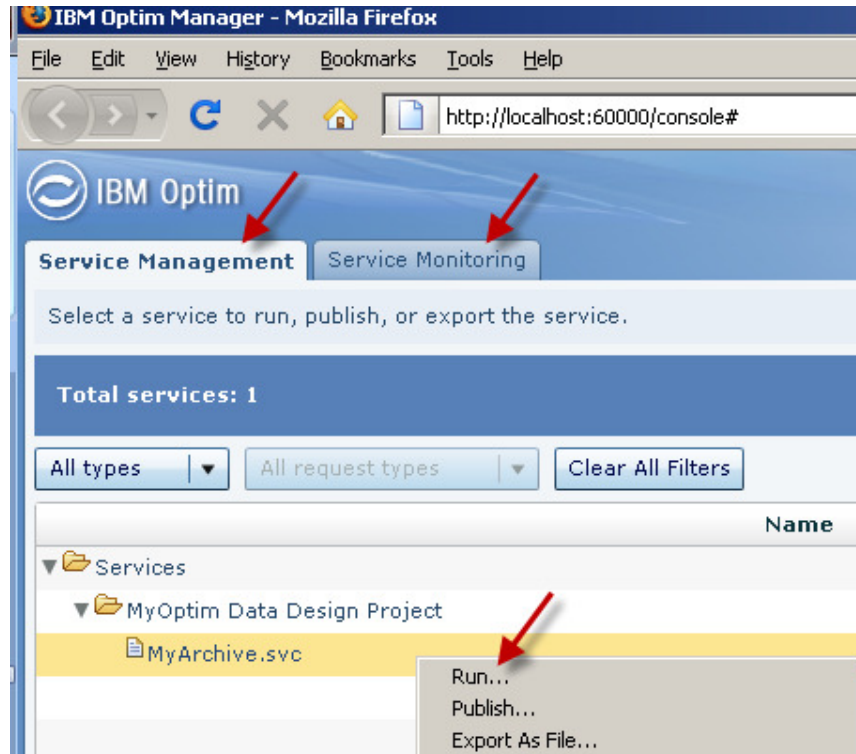 IBM Optim Manager - Mozilla Firefox
File Edit View History Bookmarks Tools Help
http://localhost:60000/console#
IBM Optim
Service Management Service Monitoring
Select a service to run, publish, or export the service.
Total services: 1
All types All request types Clear All Filters
Name
Services
MyOptim Data Design Project
MyArchive.svc
Run...
Publish...
Export As File...